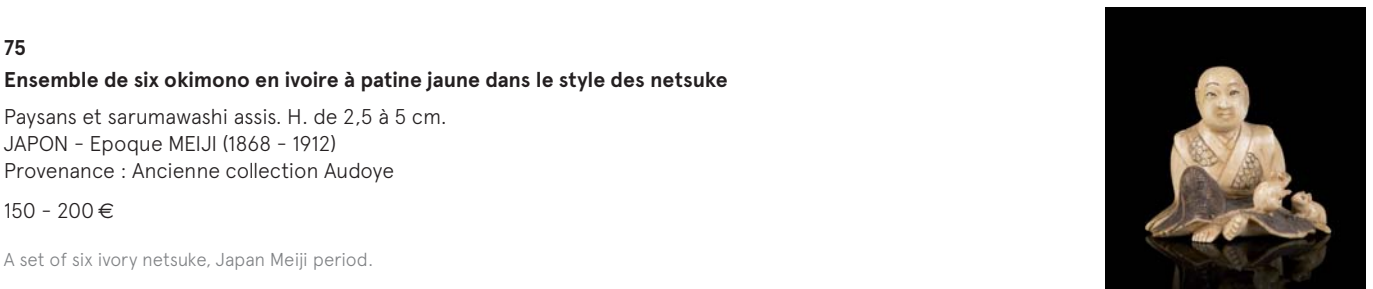 75
Ensemble de six okimono en ivoire à patine jaune dans le style des netsuke
Paysans et sarumawashi assis. H. de 2,5 à 5 cm.
JAPON - Epoque MEIJI (1868 - 1912)
Provenance : Ancienne collection Audoye
150 - 200 €
A set of six ivory netsuke, Japan Meiji period.